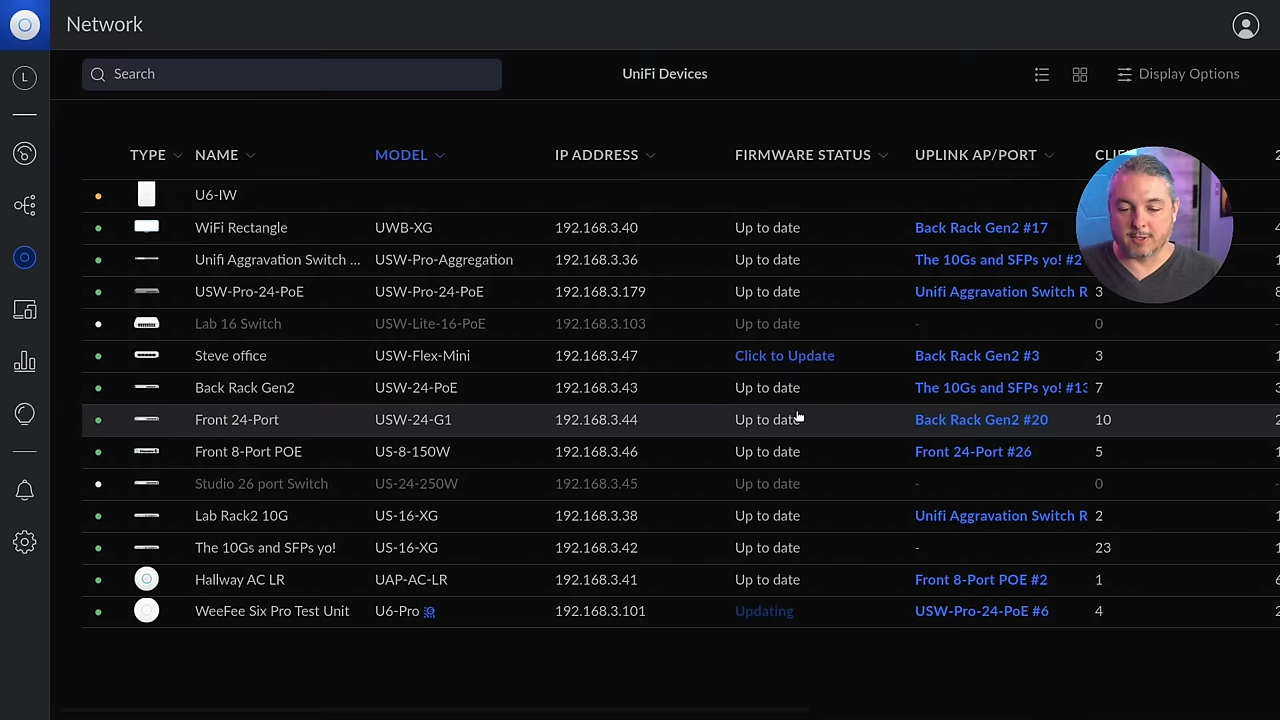 Network
L
Search
UniFi Devices
Display Options
TYPE NAME MODEL IP ADDRESS FIRMWARE STATUS UPLINK AP/PORT
U6-IW
WiFi Rectangle UWB-XG 192.168.3.40 Up to date Back Rack Gen2 #17
Unifi Aggravation Switch ... USW-Pro-Aggregation 192.168.3.36 Up to date The 10Gs and SFPs yo! #2
USW-Pro-24-PoE USW-Pro-24-PoE 192.168.3.179 Up to date Unifi Aggravation Switch R 3
Lab 16 Switch USW-Lite-16-PoE 192.168.3.103 Up to date - 0
Steve office USW-Flex-Mini 192.168.3.47 Click to Update Back Rack Gen2 #3 3
Back Rack Gen2 USW-24-PoE 192.168.3.43 Up to date The 10Gs and SFPs yo! #13 7
Front 24-Port USW-24-G1 192.168.3.44 Up to date Back Rack Gen2 #20 10
Front 8-Port POE US-8-150W 192.168.3.46 Up to date Front 24-Port #26 5
Studio 26 port Switch US-24-250W 192.168.3.45 Up to date - 0 -
Lab Rack2 10G US-16-XG 192.168.3.38 Up to date Unifi Aggravation Switch R 2
The 10Gs and SFPs yo! US-16-XG 192.168.3.42 Up to date - 23
Hallway AC LR UAP-AC-LR 192.168.3.41 Up to date Front 8-Port POE #2 1
WeeFee Six Pro Test Unit U6-Pro 192.168.3.101 Updating USW-Pro-24-PoE #6 4